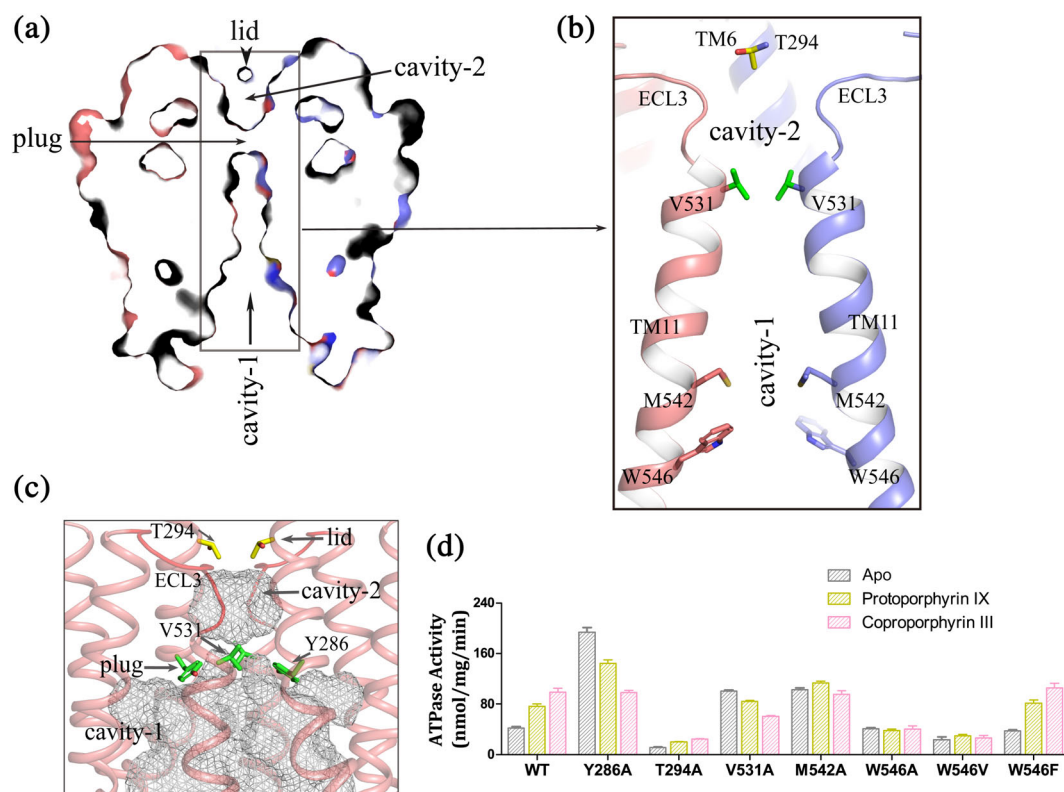 (a)
lid
cavity-2
plug
cavity-1
(b)
TM6
T294
ECL3
ECL3
cavity-2
V531
V531
TM11
TM11
cavity-1
M542
M542
W546
W546
(c)
T294
lid
ECL3
cavity-2
V531
Y286
plug
cavity-1
(d)
Apo
Protoporphyrin IX
Coproporphyrin III
ATPase Activity
(nmol/mg/min)
240
160
80
0
WT Y286A T294A V531A M542A W546A W546V W546F